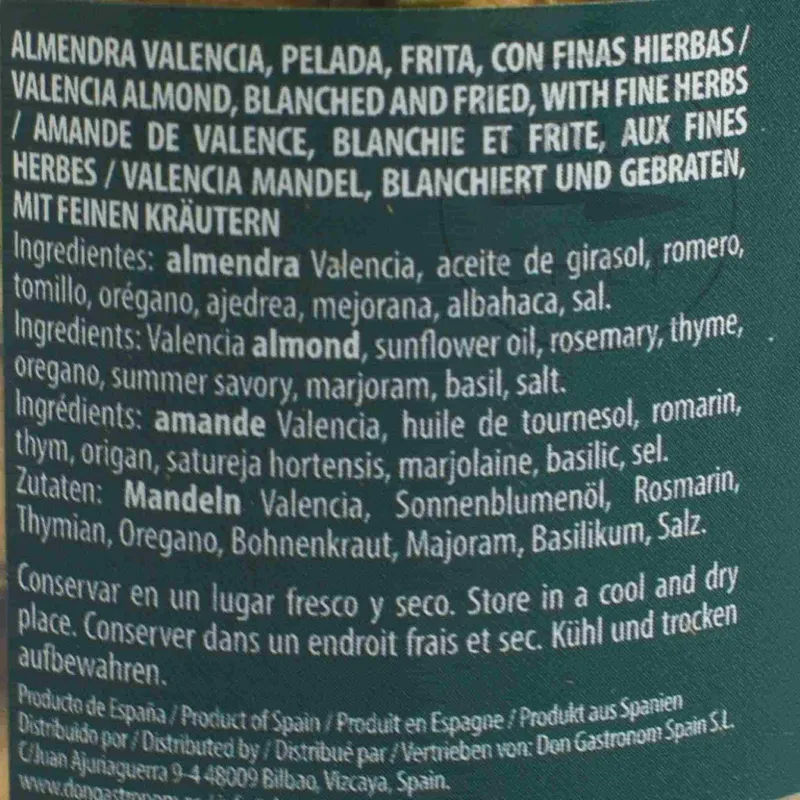 ALMENDRA VALENCIA, PELADA, FRITA, CON FINAS HIERBAS /
VALENCIA ALMOND, BLANCHED AND FRIED, WITH FINE HERBS
/ AMANDE DE VALENCE, BLANCHIE ET FRITE, AUX FINES
HERBES / VALENCIA MANDEL, BLANCHIERT UND GEBRATEN,
MIT FEINEN KRÄUTERN
Ingredientes: almendra Valencia, aceite de girasol, romero,
tomillo, orégano, ajedrea, mejorana, albahaca, sal.
Ingredients: Valencia almond, sunflower oil, rosemary, thyme,
oregano, summer savory, marjoram, basil, salt.
Ingrédients: amande Valencia, huile de tournesol, romarin,
thym, origan, satureja hortensis, marjolaine, basilic, sel.
Zutaten: Mandeln Valencia, Sonnenblumenöl, Rosmarin,
Thymian, Oregano, Bohnenkraut, Majoram, Basilikum, Salz.
Conservar en un lugar fresco y seco. Store in a cool and dry
place. Conserver dans un endroit frais et sec. Kühl und trocken
aufbewahren.
Producto de España / Product of Spain / Produit en Espagne / Produkt aus Spanien
Distribuido por / Distributed by / Distribué par / Vertrieben von: Don Gastronom Spain S.L.
C/Juan Ajuriaguerra 9-4 48009 Bilbao, Vizcaya, Spain.